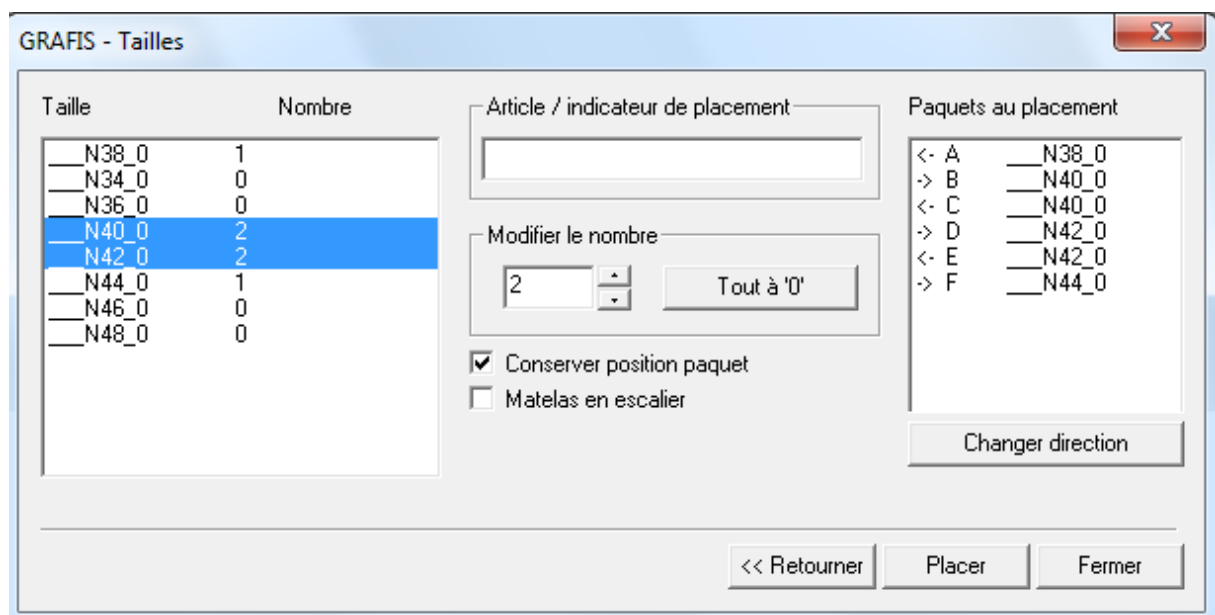 GRAFIS - Tailles
Taille Nombre
___N38_0 1
___N34_0 0
___N36_0 0
___N40_0 2
___N42_0 2
___N44_0 1
___N46_0 0
___N48_0 0
Article / indicateur de placement
Modifier le nombre
2
Tout à '0'
Conserver position paquet
Matelas en escalier
Paquets au placement
<- A ___N38_0
-> B ___N40_0
<- C ___N40_0
-> D ___N42_0
<- E ___N42_0
-> F ___N44_0
Changer direction
<< Retourner Placer Fermer